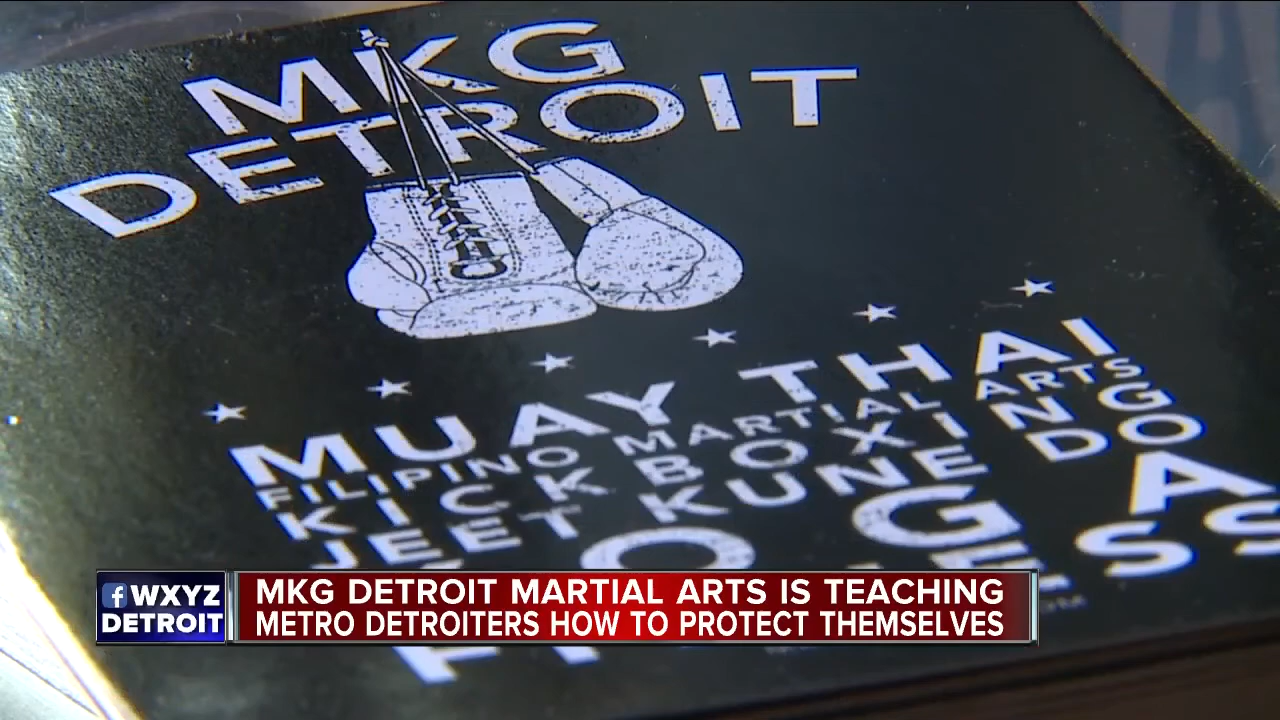 MKG
DETROIT
MUAY THAI
FILIPINO MARTIAL ARTS
KICK BOXING
JEET KUNE DO
f WXYZ
DETROIT
MKG DETROIT MARTIAL ARTS IS TEACHING
METRO DETROITERS HOW TO PROTECT THEMSELVES